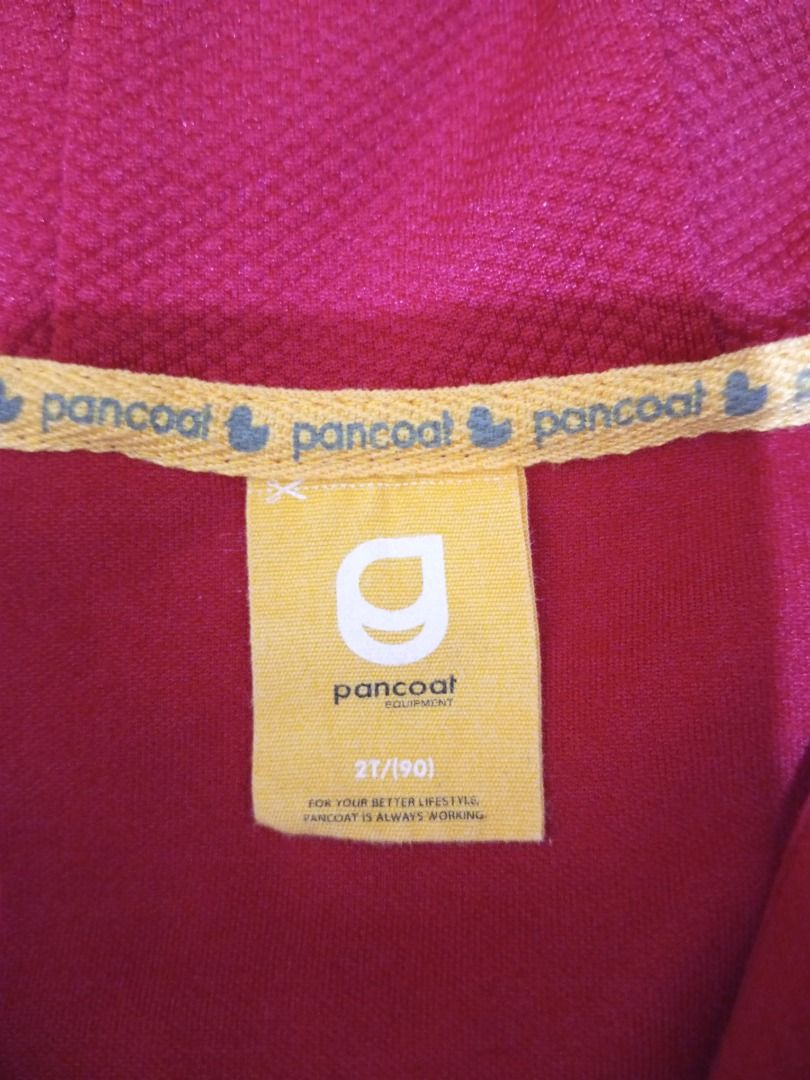 pancoat pancoat pancoat
pancoat
EQUIPMENT
2T/(90)
FOR YOUR BETTER LIFESTYLE,
PANCOAT IS ALWAYS WORKING.